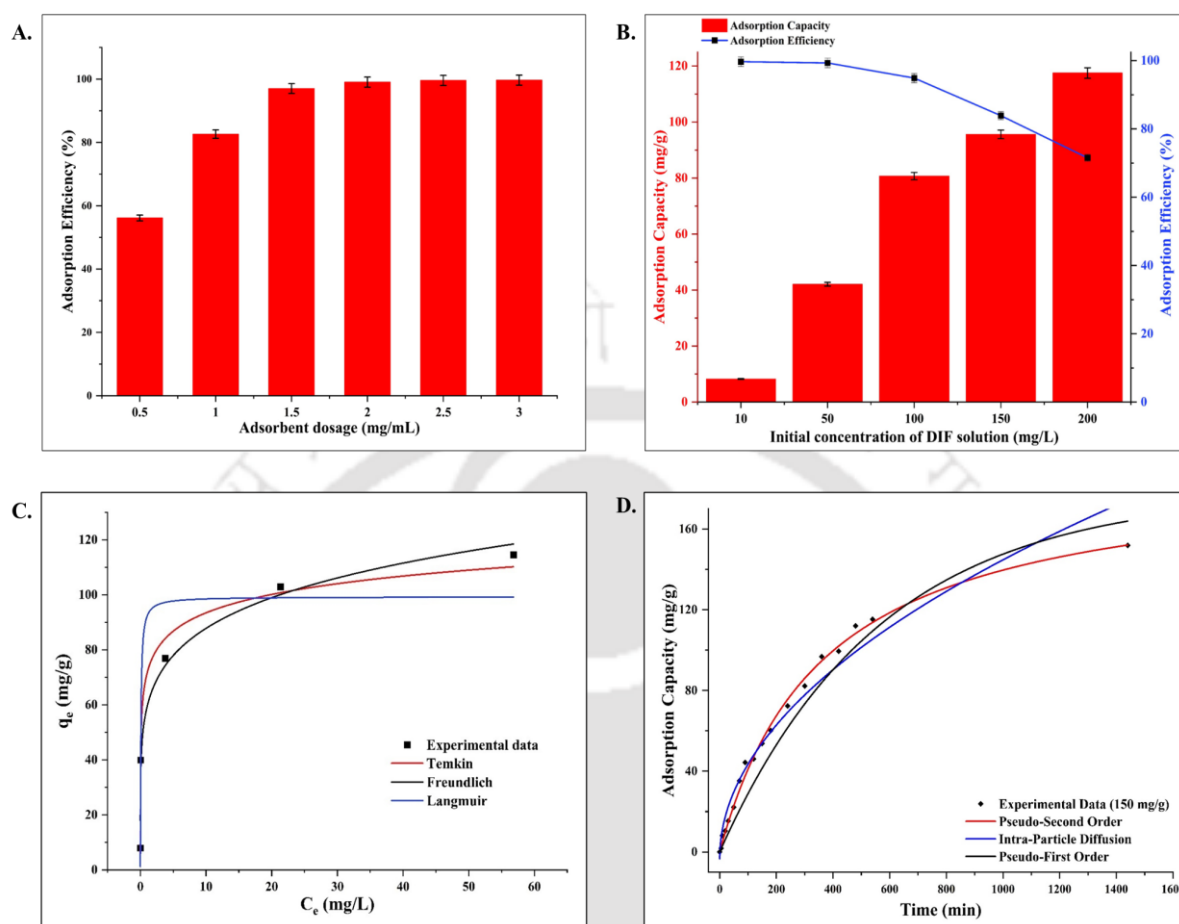 A.
Adsorption Efficiency (%)
100
80
60
40
20
0
0.5 1 1.5 2 2.5 3
Adsorbent dosage (mg/mL)
B.
Adsorption Capacity
Adsorption Efficiency
Adsorption Capacity (mg/g)
120
100
80
60
40
20
0
100
80
60
40
20
0
Adsorption Efficiency (%)
10 50 100 150 200
Initial concentration of DIF solution (mg/L)
C.
qe (mg/g)
120
100
80
60
40
20
0
Experimental data
Temkin
Freundlich
Langmuir
0 10 20 30 40 50 60
Ce (mg/L)
D.
Adsorption Capacity (mg/g)
160
120
80
40
0
Experimental Data (150 mg/g)
Pseudo-Second Order
Intra-Particle Diffusion
Pseudo-First Order
0 200 400 600 800 1000 1200 1400 160
Time (min)